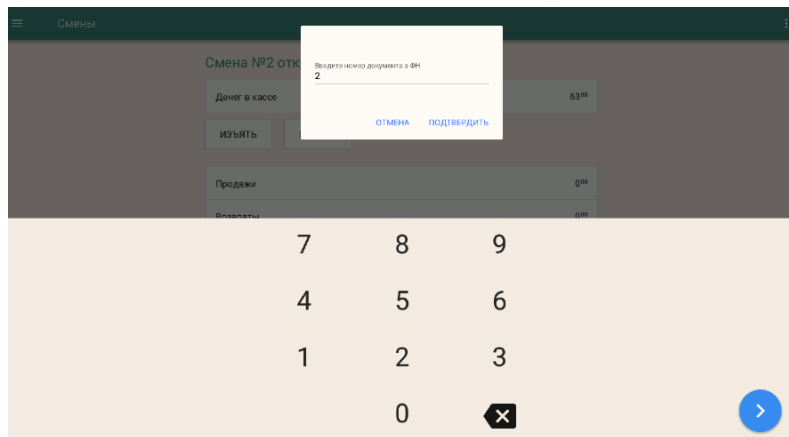 Смены
Смена №2 отк
Введите номер документа в ФН
2
Денег в кассе
63⁰⁰
ОТМЕНА ПОДТВЕРДИТЬ
ИЗЪЯТЬ
Продажи
0⁰⁰
Возвраты
0⁰⁰
7 8 9
4 5 6
1 2 3
0